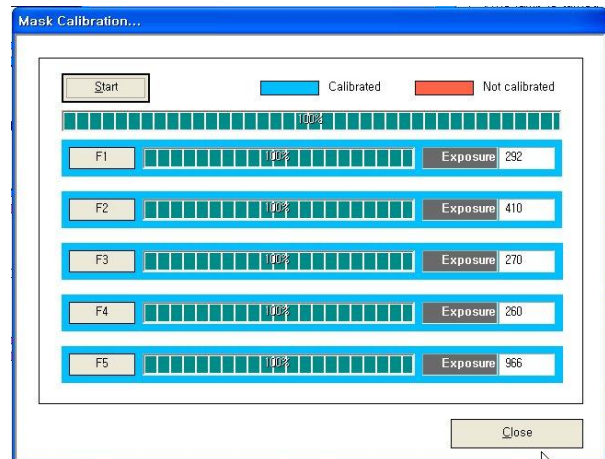 Mask Calibration...
Start Calibrated Not calibrated
100%
F1 100% Exposure 292
F2 100% Exposure 410
F3 100% Exposure 270
F4 100% Exposure 260
F5 100% Exposure 966
Close